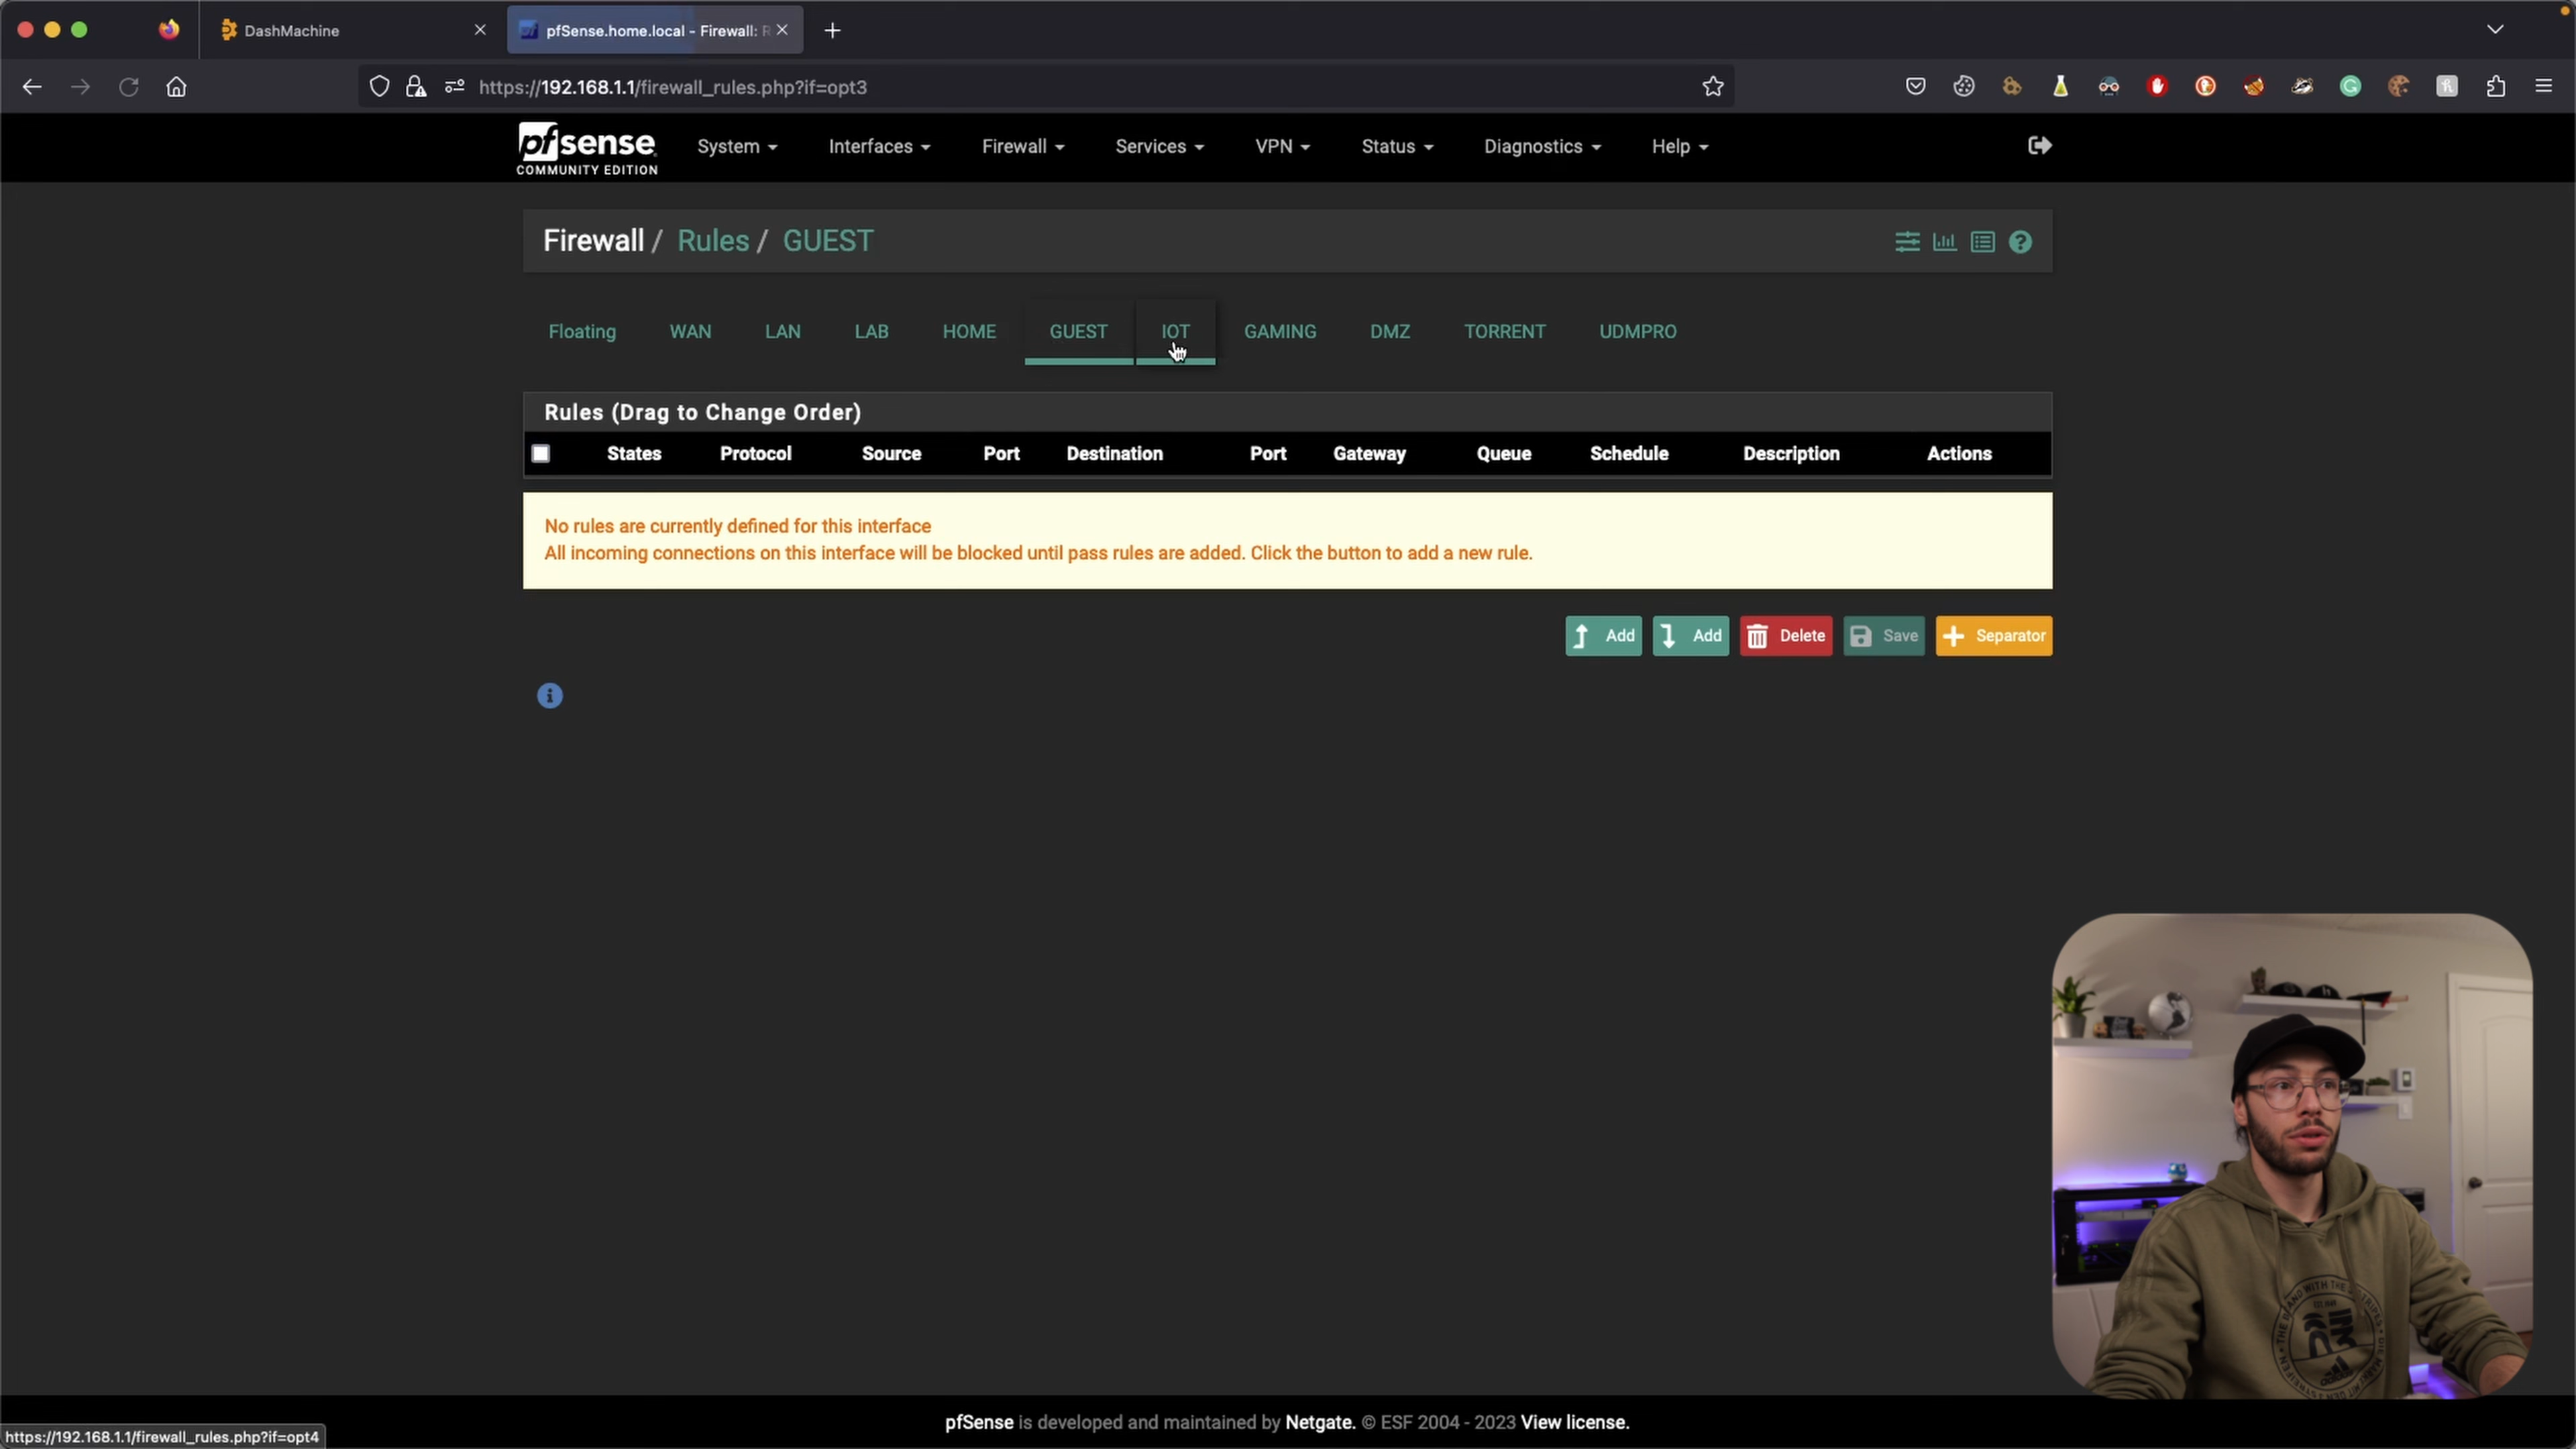 DashMachine
pfSense.home.local - Firewall: R
https://192.168.1.1/firewall_rules.php?if=opt3
pfsense
COMMUNITY EDITION
System
Interfaces
Firewall
Services
VPN
Status
Diagnostics
Help
Firewall / Rules / GUEST
Floating
WAN
LAN
LAB
HOME
GUEST
IOT
GAMING
DMZ
TORRENT
UDMPRO
Rules (Drag to Change Order)
States Protocol Source Port Destination Port Gateway Queue Schedule Description Actions
No rules are currently defined for this interface
All incoming connections on this interface will be blocked until pass rules are added. Click the button to add a new rule.
Add
Add
Delete
Save
Separator
pfSense is developed and maintained by Netgate. © ESF 2004 - 2023 View license.
https://192.168.1.1/firewall_rules.php?if=opt4